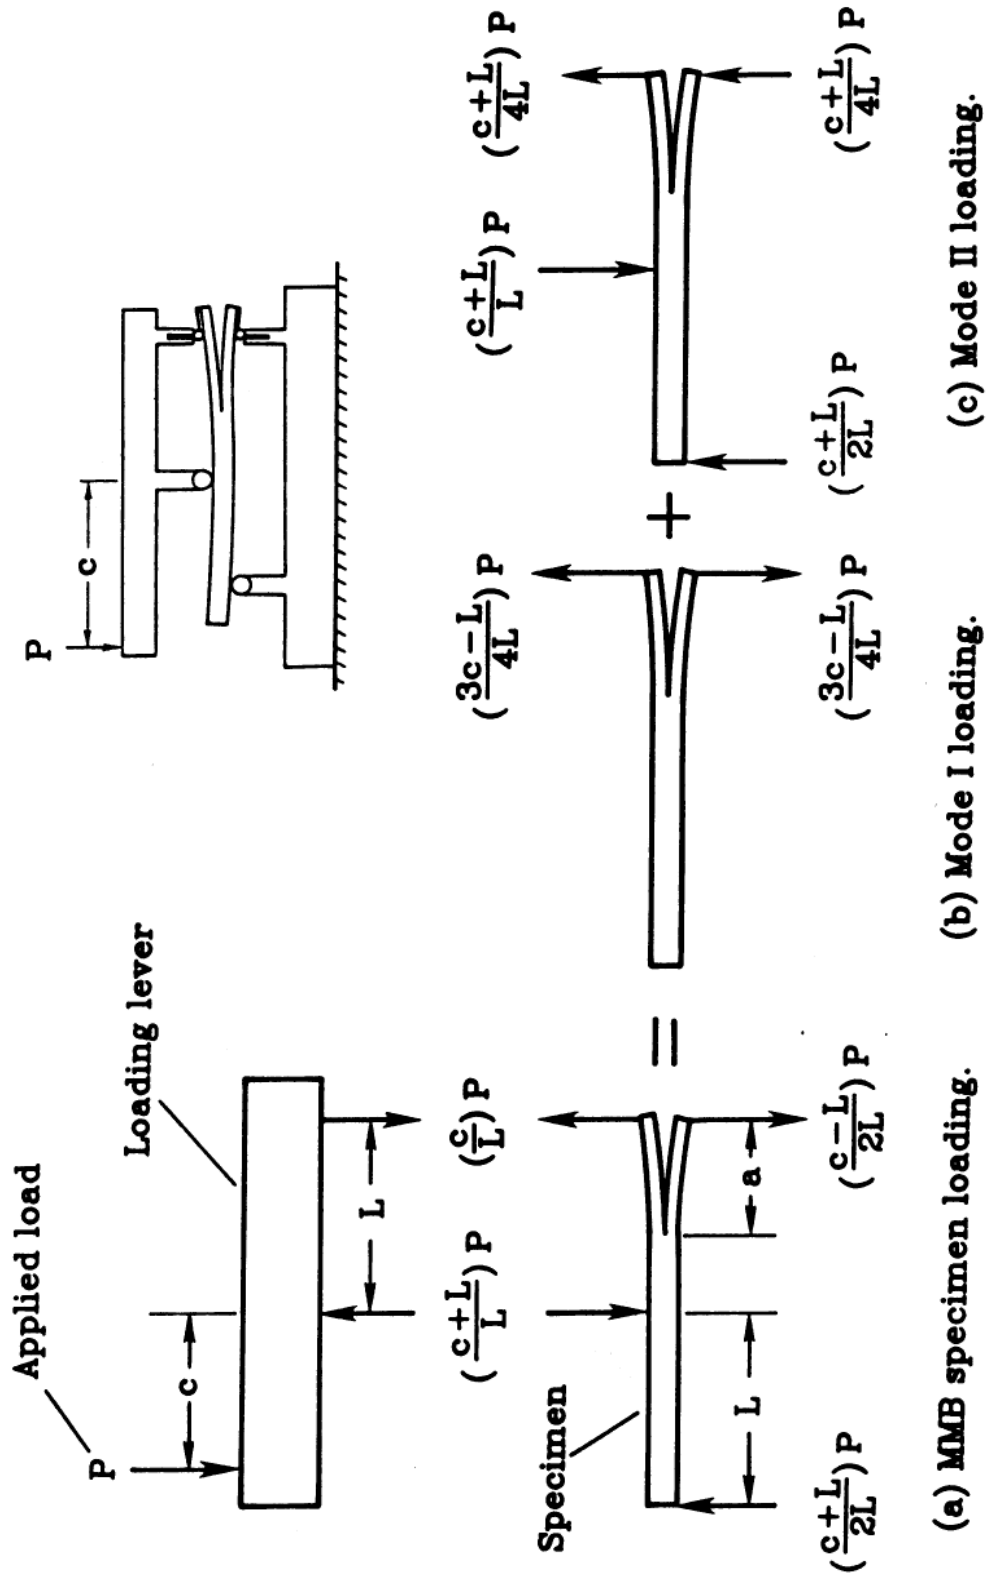 P
c
Applied load
P
Loading lever
c
L
(c+L/L)P
(c/L)P
Specimen
L
a
(c+L/2L)P
(c-L/2L)P
=
(3c-L/4L)P
(3c-L/4L)P
+
(c+L/L)P
(c+L/4L)P
(c+L/2L)P
(c+L/4L)P
(a) MMB specimen loading.
(b) Mode I loading.
(c) Mode II loading.